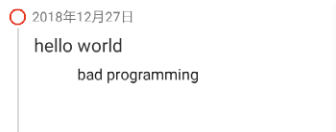 2018年12月27日
hello world
bad programming